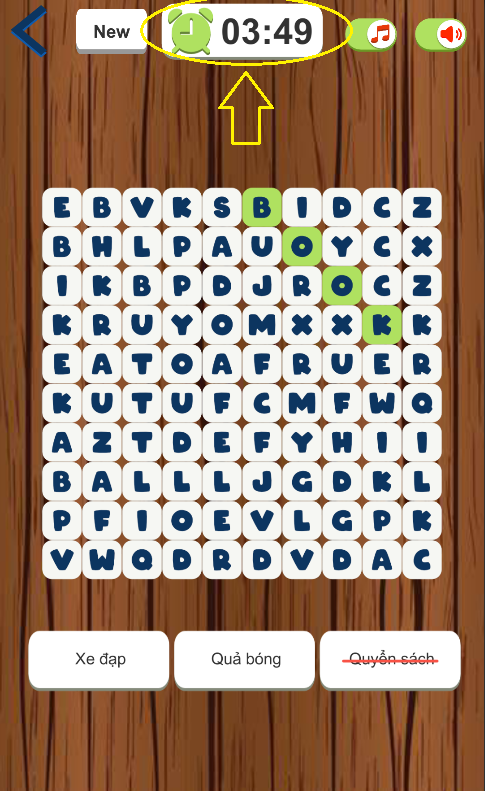 New 03:49
E B V K S B I D C Z
B H L P A U O Y C X
I K B P D J R O C Z
K R U Y O M X X K K
E A T O A F R U E R
K U T U F C M F W Q
A Z T D E F Y H I I
B A L L L J G D K L
P F I O E V L G P K
V W Q D R D V D A C
Xe đạp Quả bóng Quyển sách